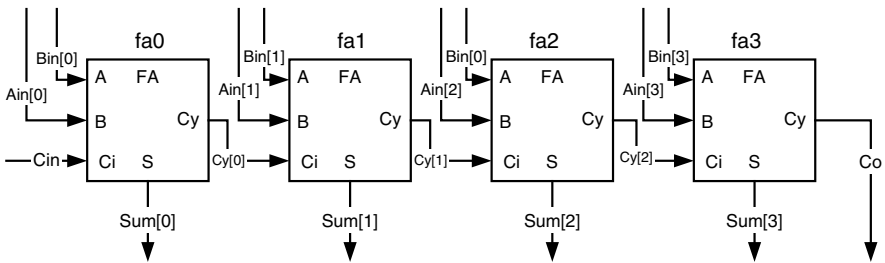 fa0 fa1 fa2 fa3
Bin[0] Bin[1] Bin[0] Bin[3]
A FA A FA A FA A FA
Ain[0] Ain[1] Ain[2] Ain[3]
B Cy B Cy B Cy B Cy
Cin Ci S Cy[0] Ci S Cy[1] Ci S Cy[2] Ci S Co
Sum[0] Sum[1] Sum[2] Sum[3]